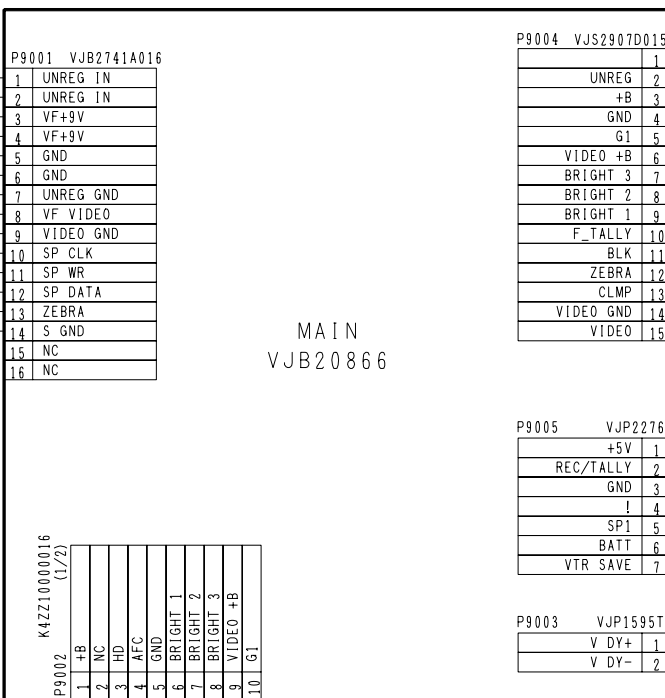 P9001 VJB2741A016
1 UNREG IN
2 UNREG IN
3 VF+9V
4 VF+9V
5 GND
6 GND
7 UNREG GND
8 VF VIDEO
9 VIDEO GND
10 SP CLK
11 SP WR
12 SP DATA
13 ZEBRA
14 S GND
15 NC
16 NC
MAIN
VJB20866
P9004 VJS2907D015
1
UNREG 2
+B 3
GND 4
G1 5
VIDEO +B 6
BRIGHT 3 7
BRIGHT 2 8
BRIGHT 1 9
F_TALLY 10
BLK 11
ZEBRA 12
CLMP 13
VIDEO GND 14
VIDEO 15
P9005 VJP2276
+5V 1
REC/TALLY 2
GND 3
! 4
SP1 5
BATT 6
VTR SAVE 7
P9003 VJP1595T
V DY+ 1
V DY- 2
P9002 K4ZZ10000016
(1/2)
1 +B
2 NC
3 HD
4 AFC
5 GND
6 BRIGHT 1
7 BRIGHT 2
8 BRIGHT 3
9 VIDEO +B
10 G1